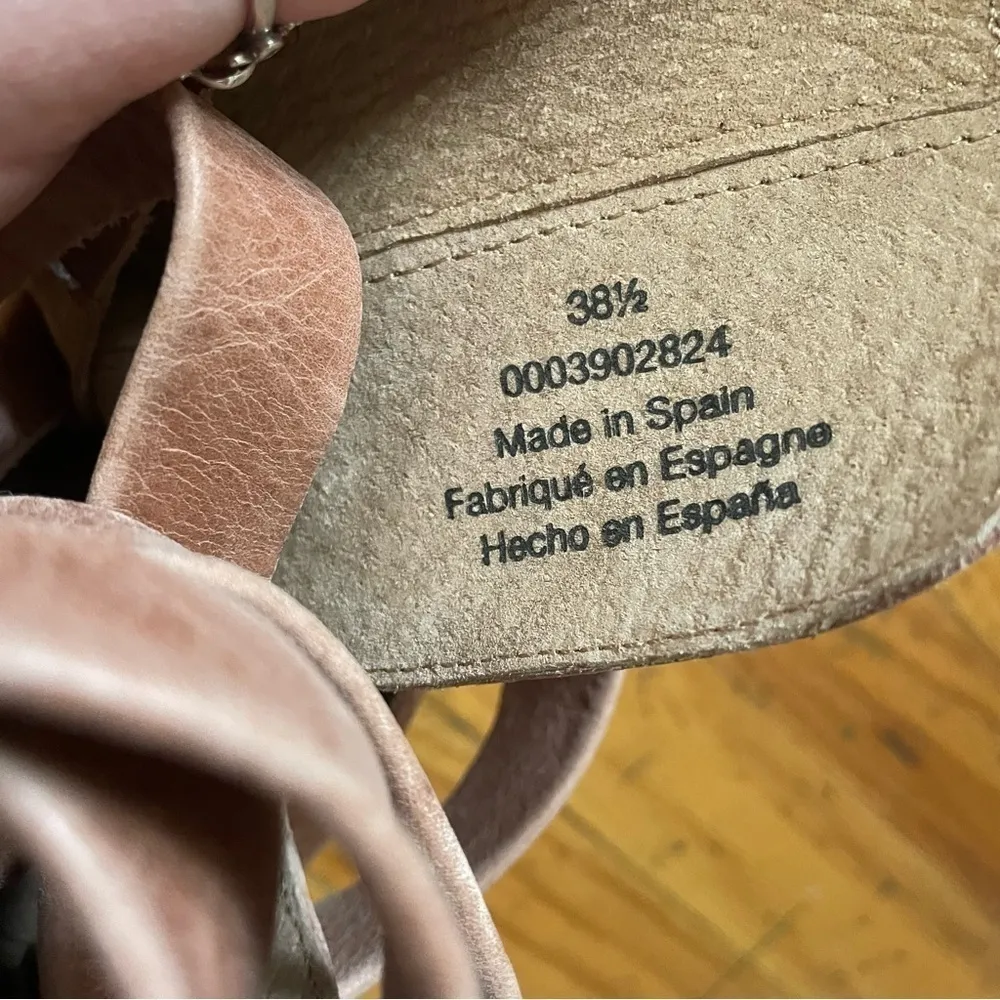 38½
0003902824
Made in Spain
Fabriqué en Espagne
Hecho en España